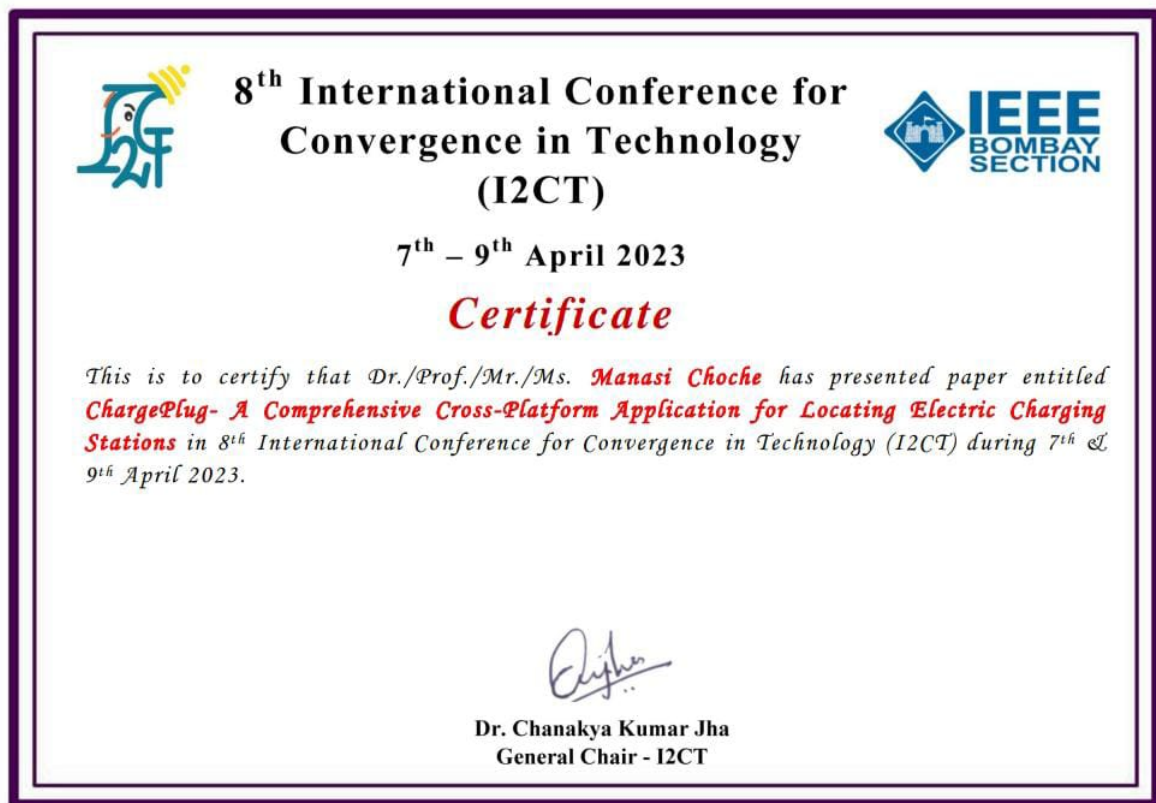 8th International Conference for
Convergence in Technology
(I2CT)
I2CT
IEEE
BOMBAY
SECTION
7th – 9th April 2023
Certificate
This is to certify that Dr./Prof./Mr./Ms. Manasi Choche has presented paper entitled
ChargePlug- A Comprehensive Cross-Platform Application for Locating Electric Charging
Stations in 8th International Conference for Convergence in Technology (I2CT) during 7th &
9th April 2023.
Dr. Chanakya Kumar Jha
General Chair - I2CT